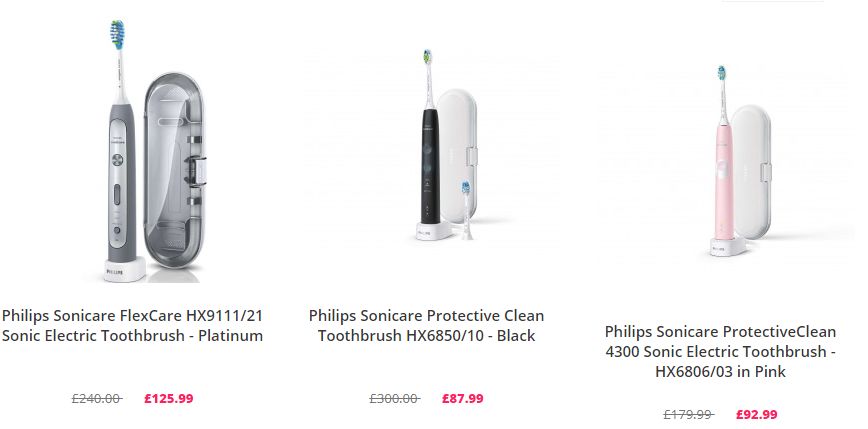 PHILIPS
Philips Sonicare FlexCare HX9111/21
Sonic Electric Toothbrush - Platinum
£240.00 £125.99
Philips Sonicare Protective Clean
Toothbrush HX6850/10 - Black
£300.00 £87.99
Philips Sonicare ProtectiveClean
4300 Sonic Electric Toothbrush -
HX6806/03 in Pink
£179.99 £92.99